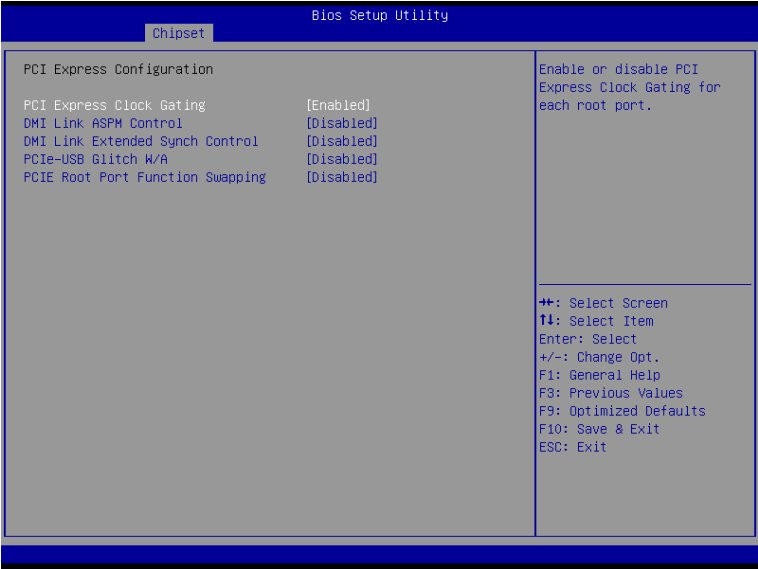 Bios Setup Utility
Chipset
PCI Express Configuration
PCI Express Clock Gating [Enabled]
DMI Link ASPM Control [Disabled]
DMI Link Extended Synch Control [Disabled]
PCIe-USB Glitch W/A [Disabled]
PCIE Root Port Function Swapping [Disabled]
Enable or disable PCI
Express Clock Gating for
each root port.
→←: Select Screen
↑↓: Select Item
Enter: Select
+/-: Change Opt.
F1: General Help
F3: Previous Values
F9: Optimized Defaults
F10: Save & Exit
ESC: Exit